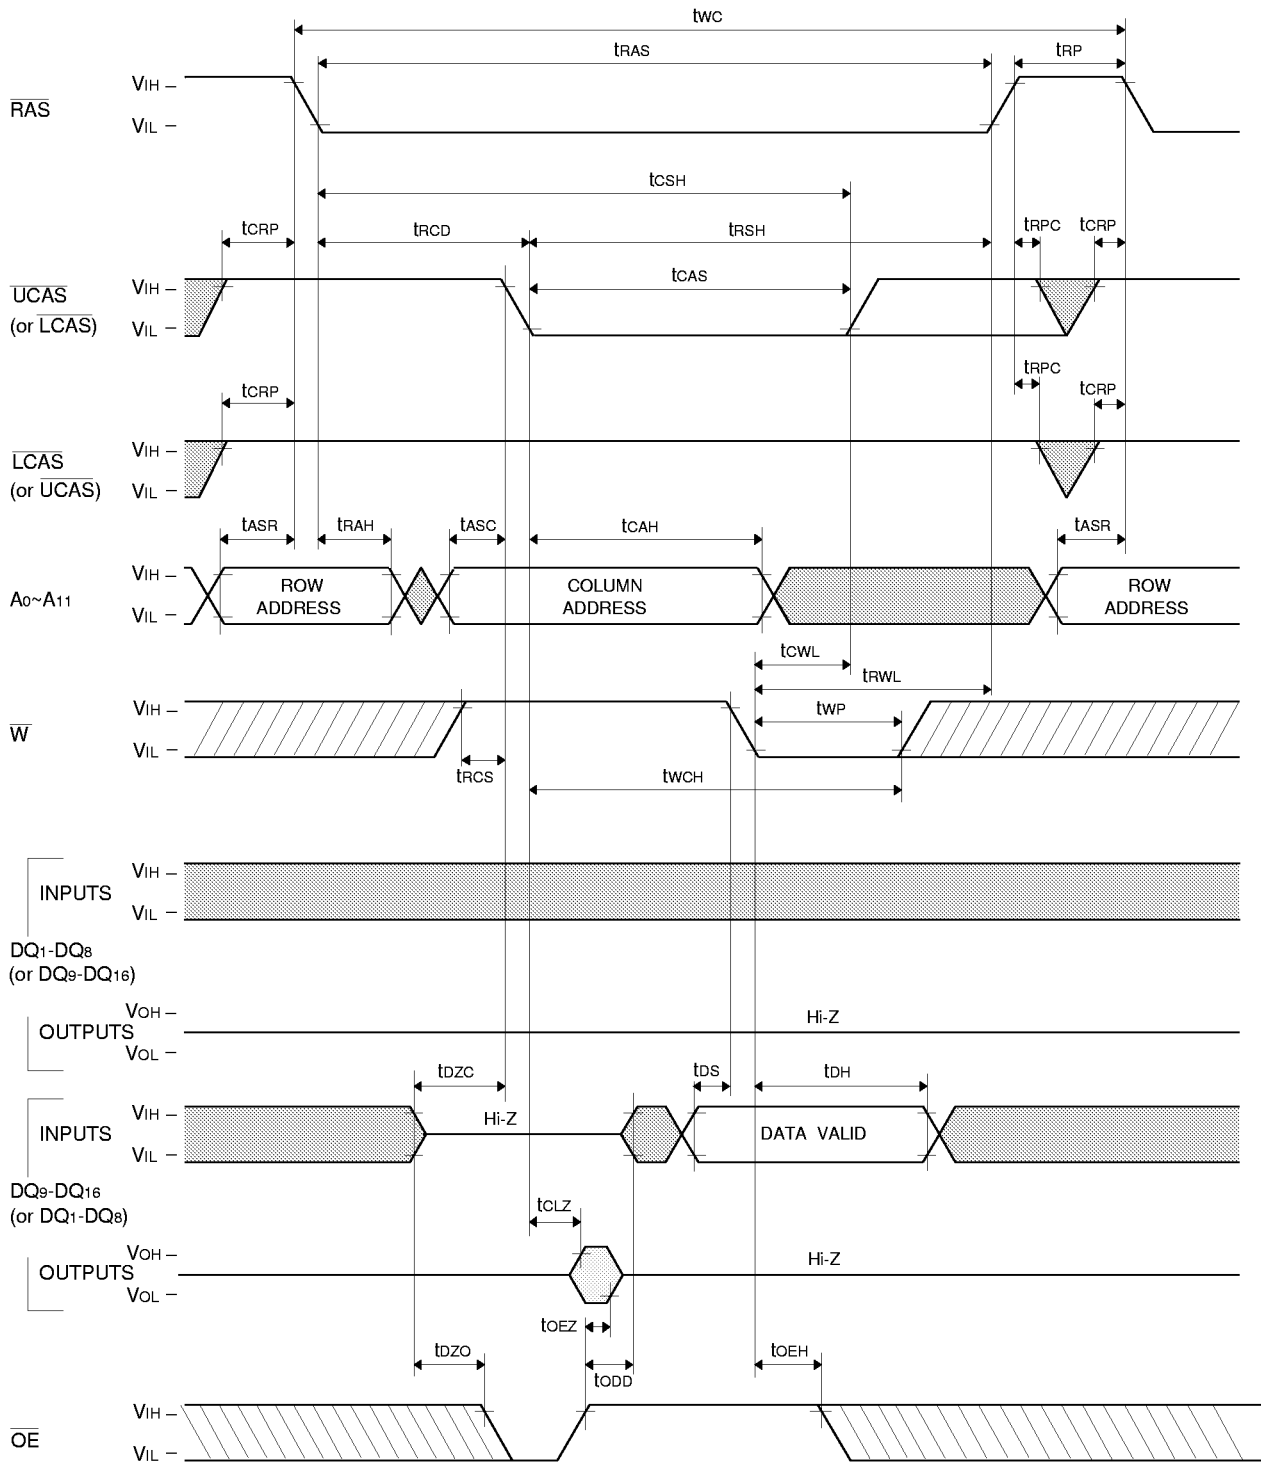 tWC
tRAS
tRP
RAS
VIH
VIL
tCSH
tCRP
tRCD
tRSH
tRPC
tCRP
UCAS
(or LCAS)
VIH
VIL
tCAS
tCRP
tRPC
tCRP
LCAS
(or UCAS)
VIH
VIL
tASR
tRAH
tASC
tCAH
tASR
A0~A11
VIH
VIL
ROW
ADDRESS
COLUMN
ADDRESS
ROW
ADDRESS
tCWL
tRWL
W
VIH
VIL
tWP
tRCS
tWCH
INPUTS
VIH
VIL
DQ1-DQ8
(or DQ9-DQ16)
OUTPUTS
VOH
VOL
Hi-Z
tDZC
tDS
tDH
INPUTS
VIH
VIL
Hi-Z
DATA VALID
DQ9-DQ16
(or DQ1-DQ8)
tCLZ
OUTPUTS
VOH
VOL
Hi-Z
tOEZ
tDZO
tODD
tOEH
OE
VIH
VIL